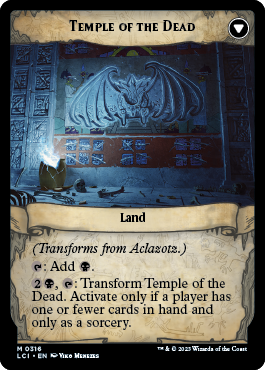 TEMPLE OF THE DEAD
Land
(Transforms from Aclazotz.)
: Add .
2 , : Transform Temple of the
Dead. Activate only if a player has
one or fewer cards in hand and
only as a sorcery.
M 0316
LCI • EN VIKO MENEZES
™ & © 2023 Wizards of the Coast